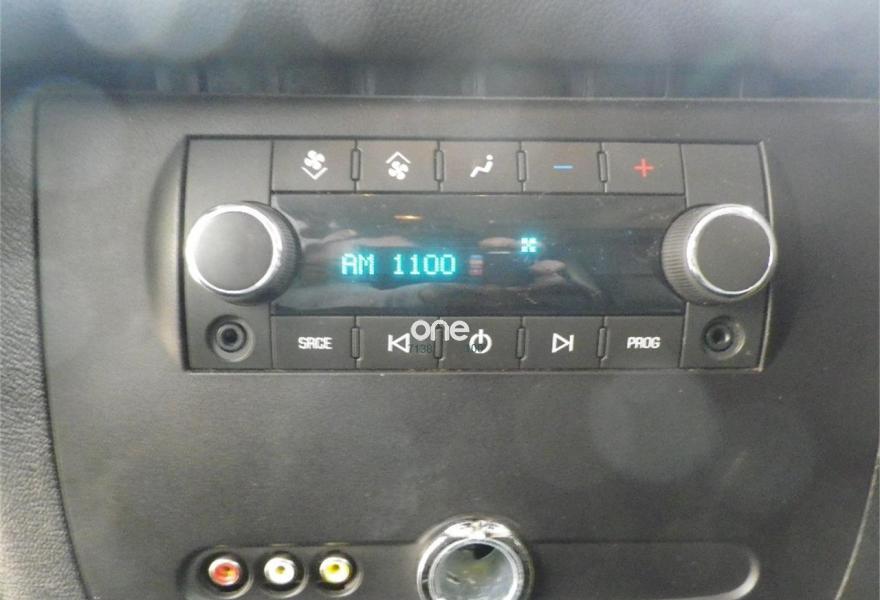 AM 1100
SRCE
PROG
one